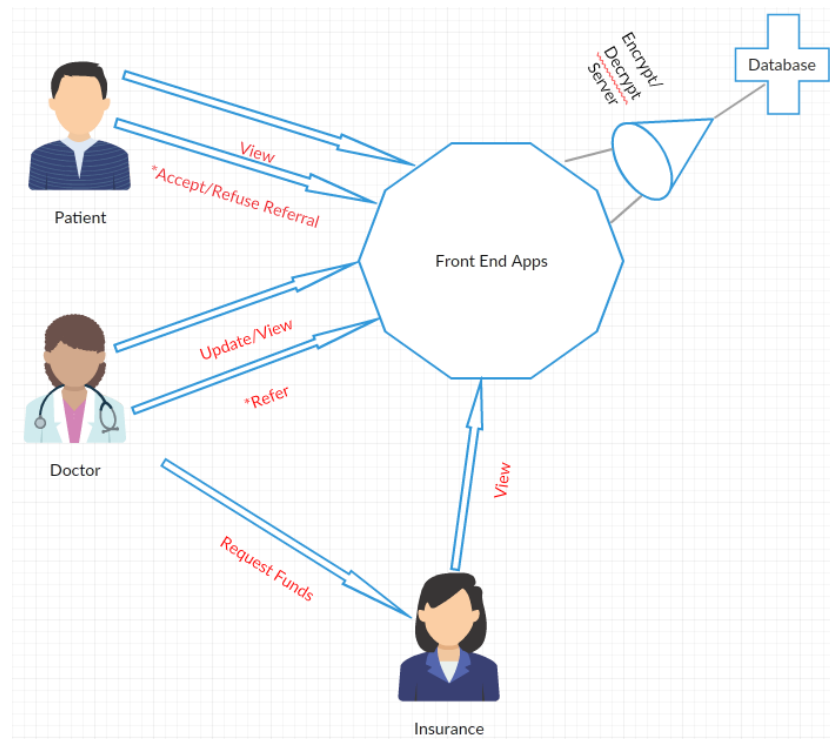 Encrypt/
Decrypt
Server
Database
View
*Accept/Refuse Referral
Patient
Front End Apps
Update/View
*Refer
Doctor
View
Request Funds
Insurance